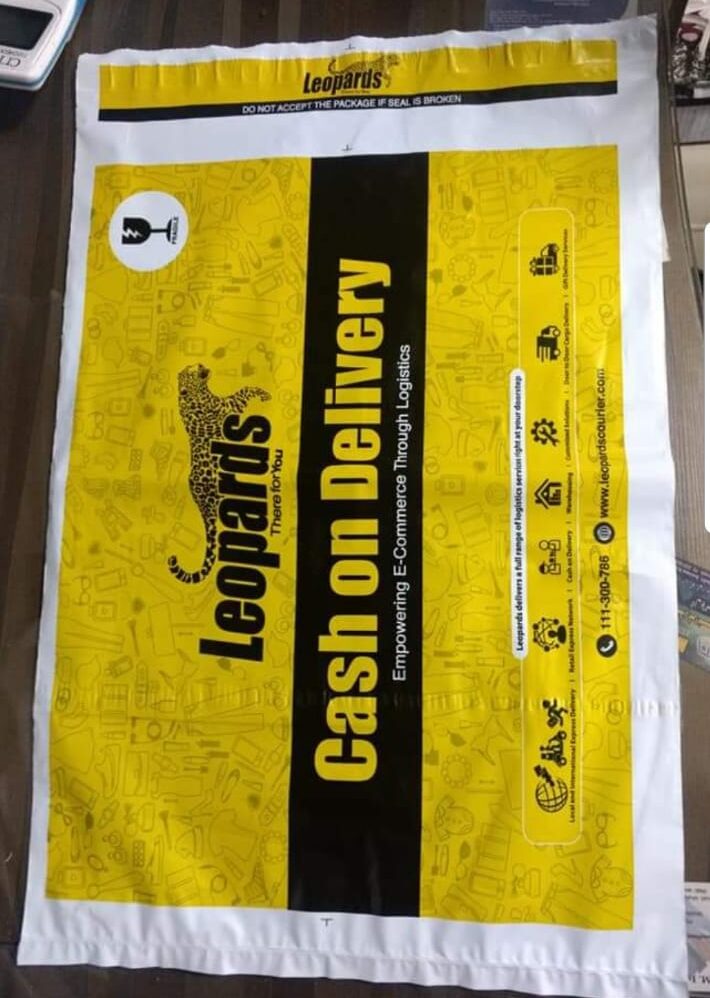 Leopards
DO NOT ACCEPT THE PACKAGE IF SEAL IS BROKEN
FRAGILE
Leopards
There for You
Cash on Delivery
Empowering E-Commerce Through Logistics
Leopards delivers a full range of logistics services right at your doorstep
Local and International Express Delivery | Retail Express Network | Cash on Delivery | Warehousing | Customized Solutions | Door to Door Cargo Delivery | Gift Delivery Services
111-300-786 www.leopardscourier.com